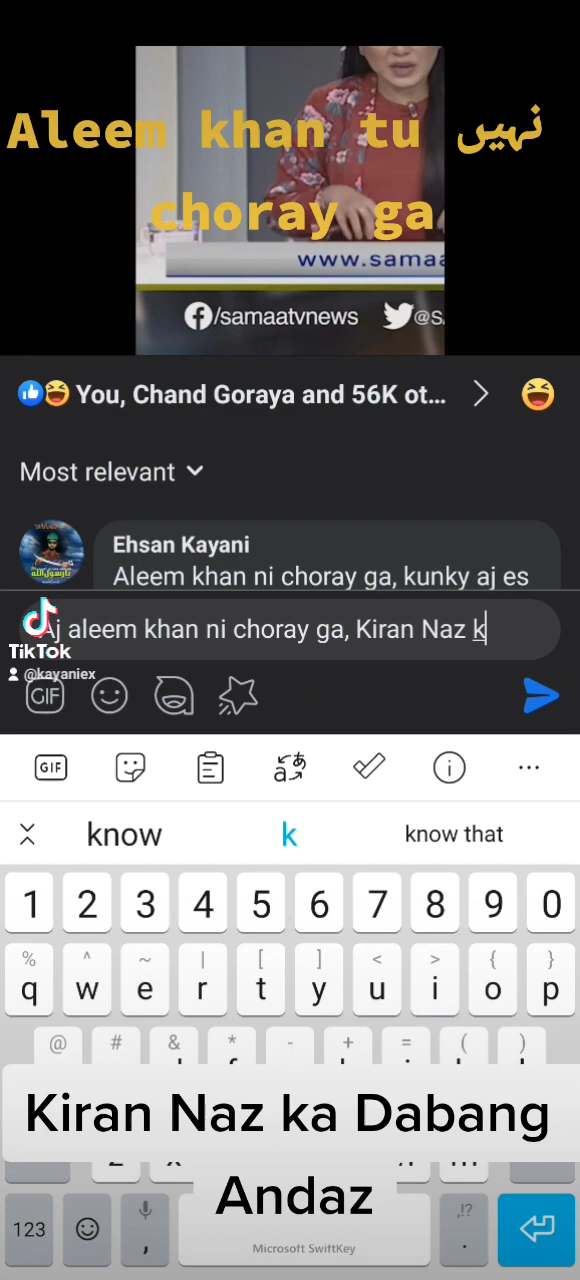 Aleem khan tu نہیں
choray ga
www.samaa
/samaatvnews @s
You, Chand Goraya and 56K ot...
Most relevant
Ehsan Kayani
Aleem khan ni choray ga, kunky aj es
Aj aleem khan ni choray ga, Kiran Naz k
TikTok
@kayaniex
GIF
GIF
know k know that
1 2 3 4 5 6 7 8 9 0
% ^ ~ | [ ] < > { }
q w e r t y u i o p
@ # & * - + = ( )
Kiran Naz ka Dabang
Andaz
123 , Microsoft SwiftKey ,!? .